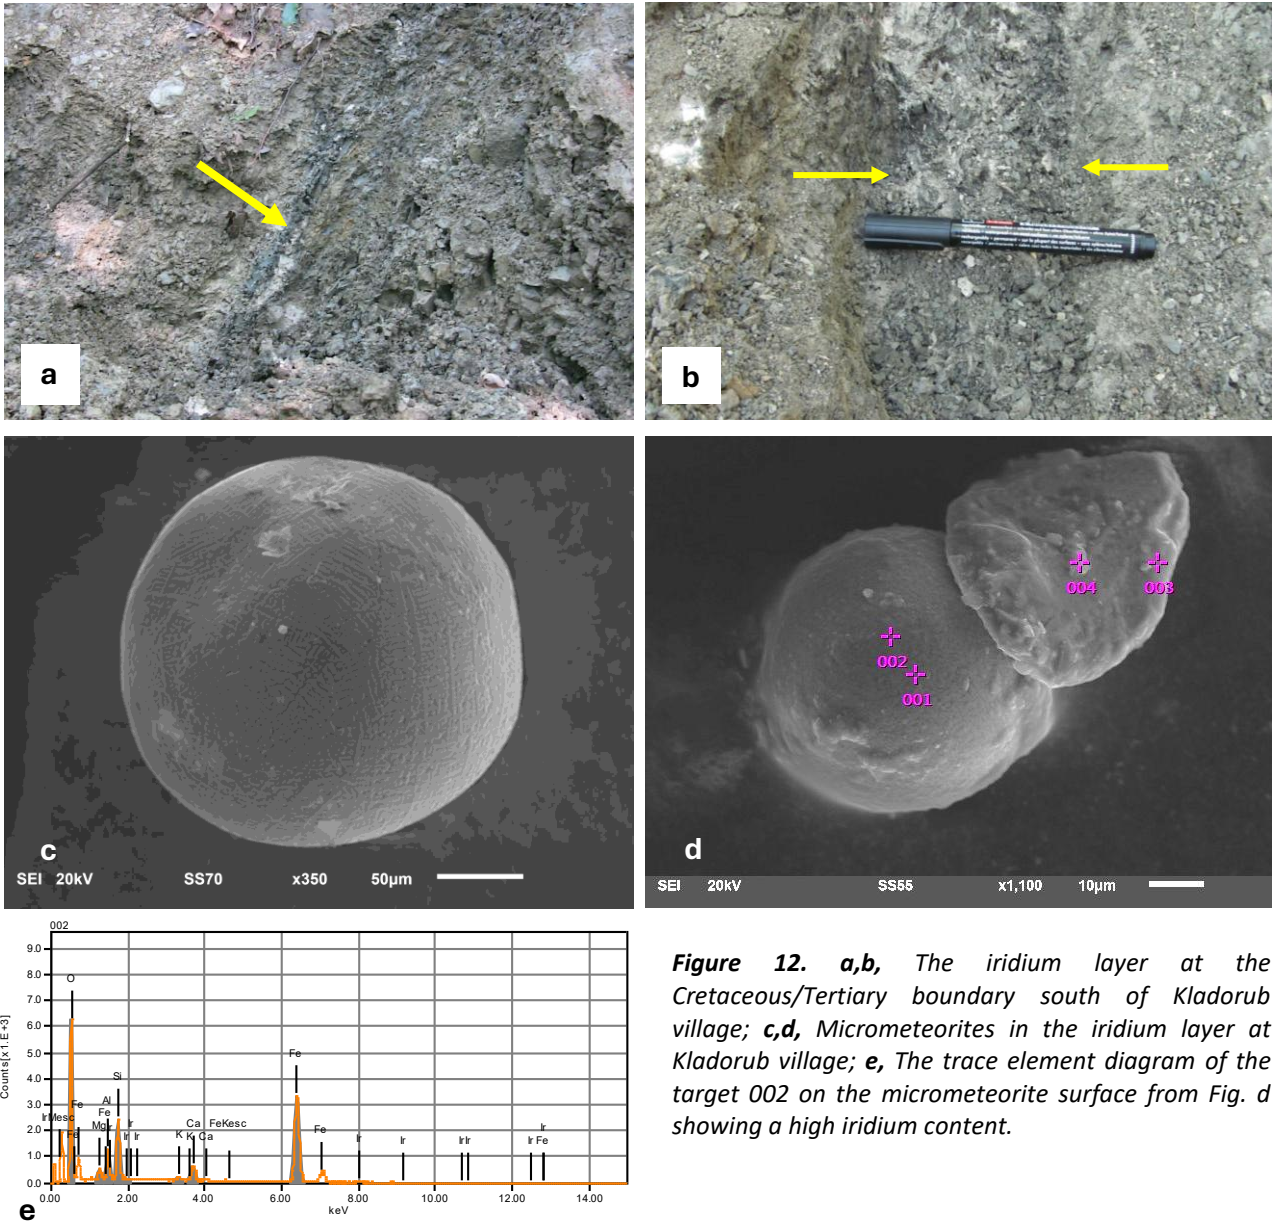 a
b
c
SEI 20kV SS70 x350 50µm
004 003
002
001
d
SEI 20kV SS55 x1,100 10µm
002
9.0
8.0
O
7.0
6.0
5.0
Fe
4.0
Si
3.0
Fe Al
Fe
2.0
IrMesc Mg Ir Ir Ca FeKesc Fe Ir
Fe Ir Ir K K Ca Ir Ir IrIr Ir Fe
1.0
0.0
0.00 2.00 4.00 6.00 8.00 10.00 12.00 14.00
keV
Counts[x1.E+3]
e
Figure 12. a,b, The iridium layer at the
Cretaceous/Tertiary boundary south of Kladorub
village; c,d, Micrometeorites in the iridium layer at
Kladorub village; e, The trace element diagram of the
target 002 on the micrometeorite surface from Fig. d
showing a high iridium content.